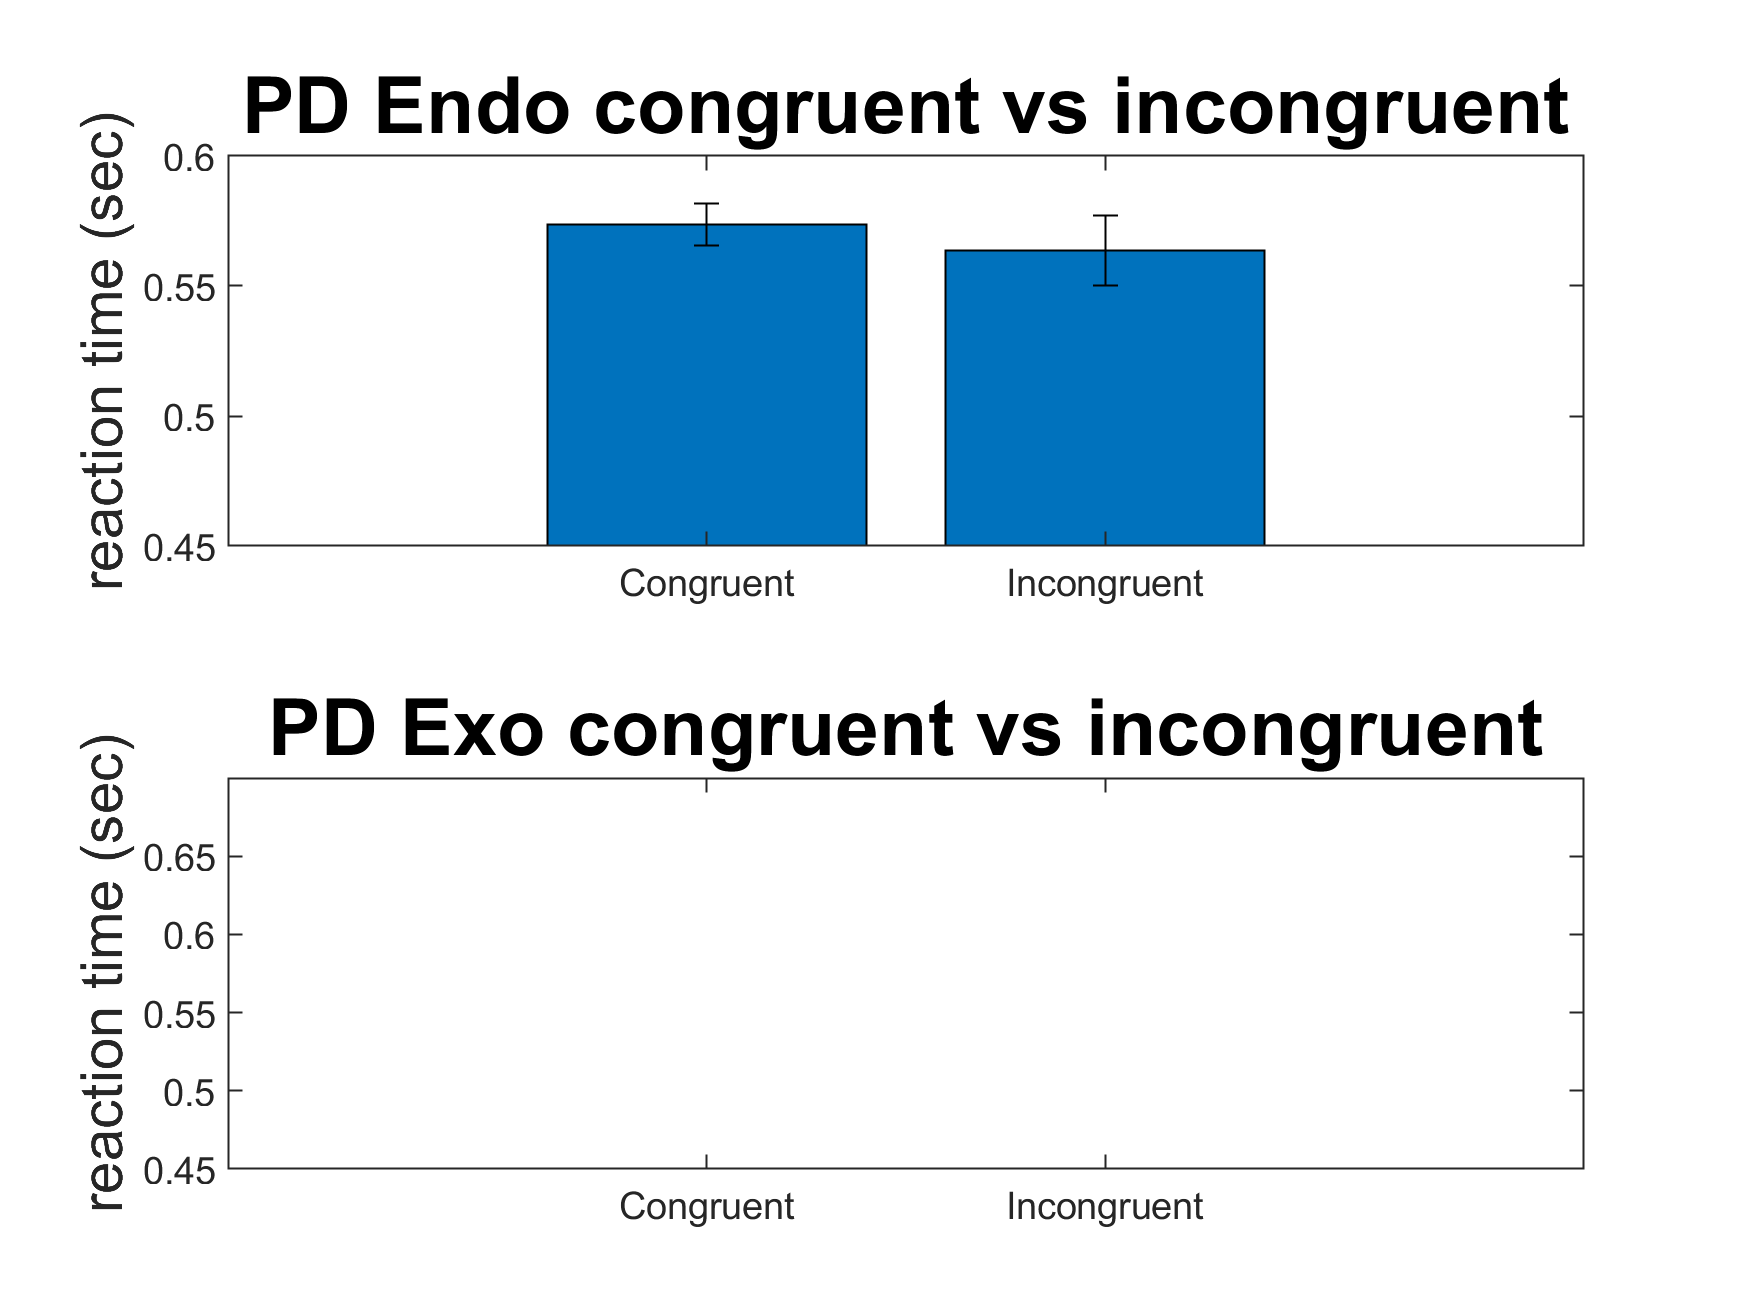 PD Endo congruent vs incongruent
reaction time (sec)
0.6
0.55
0.5
0.45
Congruent Incongruent
PD Exo congruent vs incongruent
reaction time (sec)
0.65
0.6
0.55
0.5
0.45
Congruent Incongruent